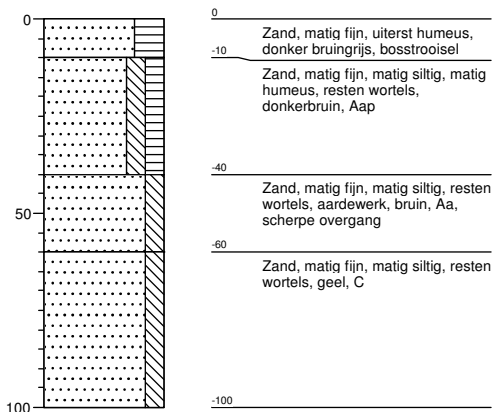 0
50
100
0
Zand, matig fijn, uiterst humeus,
donker bruingrijs, bosstrooisel
-10
Zand, matig fijn, matig siltig, matig
humeus, resten wortels,
donkerbruin, Aap
-40
Zand, matig fijn, matig siltig, resten
wortels, aardewerk, bruin, Aa,
scherpe overgang
-60
Zand, matig fijn, matig siltig, resten
wortels, geel, C
-100